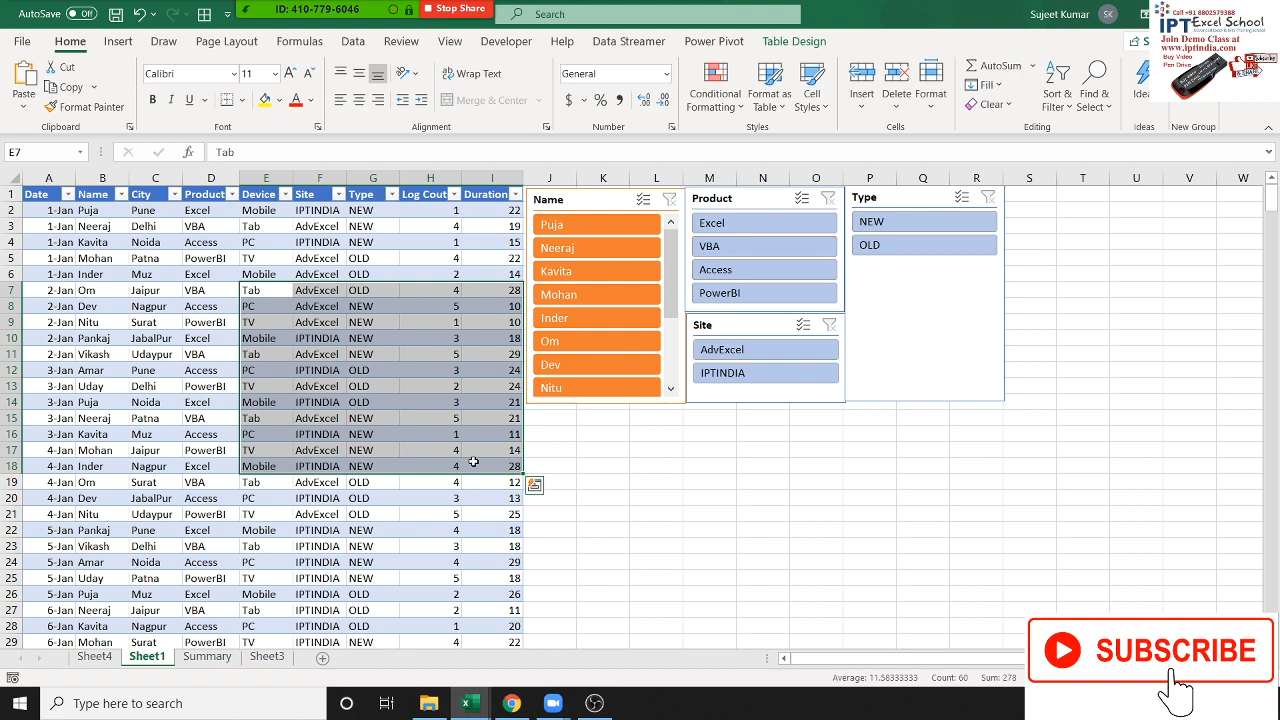 AutoSave Off
ID: 410-779-6046 Stop Share
Search
Sujeet Kumar SK
File Home Insert Draw Page Layout Formulas Data Review View Developer Help Data Streamer Power Pivot Table Design
Call +91 8802579388
IPT Excel School
Advanced Excel & MIS Training School
Join Demo Class at
www.iptindia.com
Buy Video
Pen Drive
Paste
Cut
Copy
Format Painter
Clipboard
Calibri 11
B I U
Font
Wrap Text
Merge & Center
Alignment
General
Number
Conditional Formatting
Format as Table
Cell Styles
Styles
Insert Delete Format
Cells
AutoSum
Fill
Clear
Sort & Filter
Find & Select
Editing
Ideas
Ideas
New Group
E7 fx Tab
A B C D E F G H I J K L M N O P Q R S T U V W
1 Date Name City Product Device Site Type Log Cout Duration
2 1-Jan Puja Pune Excel Mobile IPTINDIA NEW 1 22
3 1-Jan Neeraj Delhi VBA Tab AdvExcel NEW 4 19
4 1-Jan Kavita Noida Access PC IPTINDIA NEW 1 15
5 1-Jan Mohan Patna PowerBI TV AdvExcel OLD 4 22
6 1-Jan Inder Muz Excel Mobile IPTINDIA OLD 2 14
7 2-Jan Om Jaipur VBA Tab AdvExcel OLD 4 28
8 2-Jan Dev Nagpur Access PC AdvExcel NEW 5 10
9 2-Jan Nitu Surat PowerBI TV AdvExcel NEW 1 10
10 2-Jan Pankaj JabalPur Excel Mobile IPTINDIA OLD 3 18
11 2-Jan Vikash Udaypur VBA Tab AdvExcel OLD 5 29
12 3-Jan Amar Pune Access PC AdvExcel OLD 3 24
13 3-Jan Uday Delhi PowerBI TV AdvExcel OLD 2 24
14 3-Jan Puja Noida Excel Mobile IPTINDIA OLD 3 21
15 3-Jan Neeraj Patna VBA Tab AdvExcel NEW 5 21
16 3-Jan Kavita Muz Access PC IPTINDIA NEW 1 11
17 4-Jan Mohan Jaipur PowerBI TV AdvExcel NEW 4 14
18 4-Jan Inder Nagpur Excel Mobile IPTINDIA NEW 4 28
19 4-Jan Om Surat VBA Tab AdvExcel OLD 4 12
20 4-Jan Dev JabalPur Access PC IPTINDIA OLD 3 13
21 4-Jan Nitu Udaypur PowerBI TV AdvExcel OLD 5 25
22 5-Jan Pankaj Pune Excel Mobile IPTINDIA NEW 4 18
23 5-Jan Vikash Delhi VBA Tab IPTINDIA NEW 3 18
24 5-Jan Amar Noida Access PC IPTINDIA NEW 4 29
25 5-Jan Uday Patna PowerBI TV IPTINDIA OLD 5 18
26 5-Jan Puja Muz Excel Mobile IPTINDIA OLD 2 26
27 6-Jan Neeraj Jaipur VBA Tab IPTINDIA OLD 2 11
28 6-Jan Kavita Nagpur Access PC IPTINDIA OLD 1 20
29 6-Jan Mohan Surat PowerBI TV IPTINDIA NEW 4 22
Name
Puja
Neeraj
Kavita
Mohan
Inder
Om
Dev
Nitu
Product
Excel
VBA
Access
PowerBI
Site
AdvExcel
IPTINDIA
Type
NEW
OLD
Sheet4 Sheet1 Summary Sheet3
Average: 11.58333333 Count: 60 Sum: 278
SUBSCRIBE
Type here to search